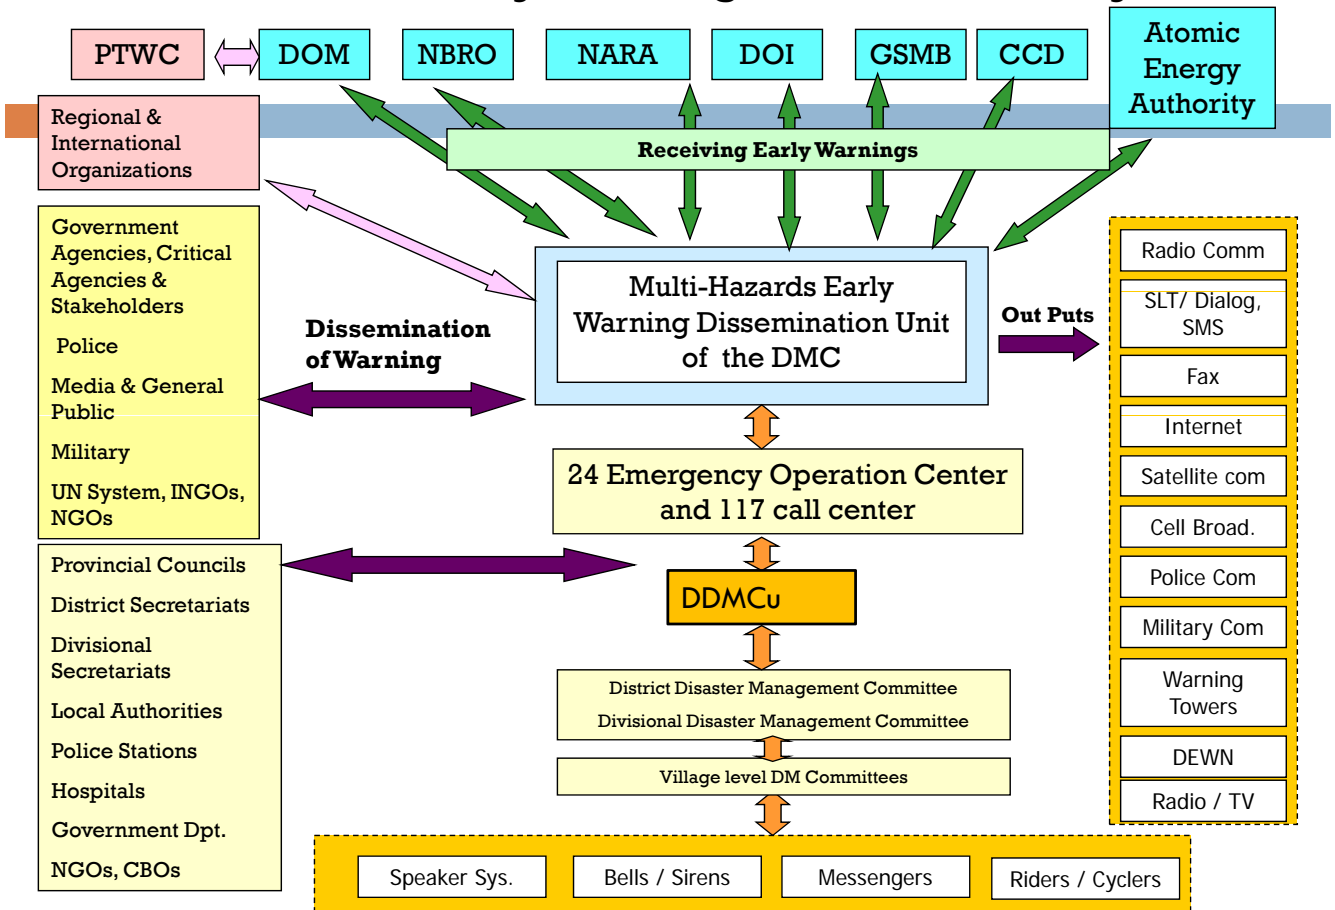 PTWC
DOM
NBRO
NARA
DOI
GSMB
CCD
Atomic
Energy
Authority
Regional &
International
Organizations
Receiving Early Warnings
Government
Agencies, Critical
Agencies &
Stakeholders
Police
Media & General
Public
Military
UN System, INGOs,
NGOs
Dissemination
of Warning
Multi-Hazards Early
Warning Dissemination Unit
of the DMC
Out Puts
Radio Comm
SLT/ Dialog,
SMS
Fax
Internet
Satellite com
Cell Broad.
Police Com
Military Com
Warning
Towers
DEWN
Radio / TV
24 Emergency Operation Center
and 117 call center
DDMCu
Provincial Councils
District Secretariats
Divisional
Secretariats
Local Authorities
Police Stations
Hospitals
Government Dpt.
NGOs, CBOs
District Disaster Management Committee
Divisional Disaster Management Committee
Village level DM Committees
Speaker Sys.
Bells / Sirens
Messengers
Riders / Cyclers